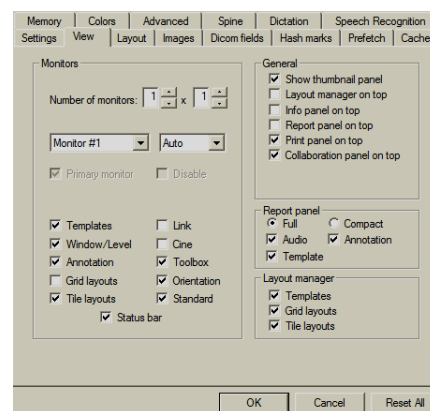 Memory Colors Advanced Spine Dictation Speech Recognition
Settings View Layout Images Dicom fields Hash marks Prefetch Cache
Monitors
Number of monitors: 1 x 1
Monitor #1 Auto
Primary monitor Disable
Templates Link
Window/Level Cine
Annotation Toolbox
Grid layouts Orientation
Tile layouts Standard
Status bar
General
Show thumbnail panel
Layout manager on top
Info panel on top
Report panel on top
Print panel on top
Collaboration panel on top
Report panel
Full Compact
Audio Annotation
Template
Layout manager
Templates
Grid layouts
Tile layouts
OK Cancel Reset All